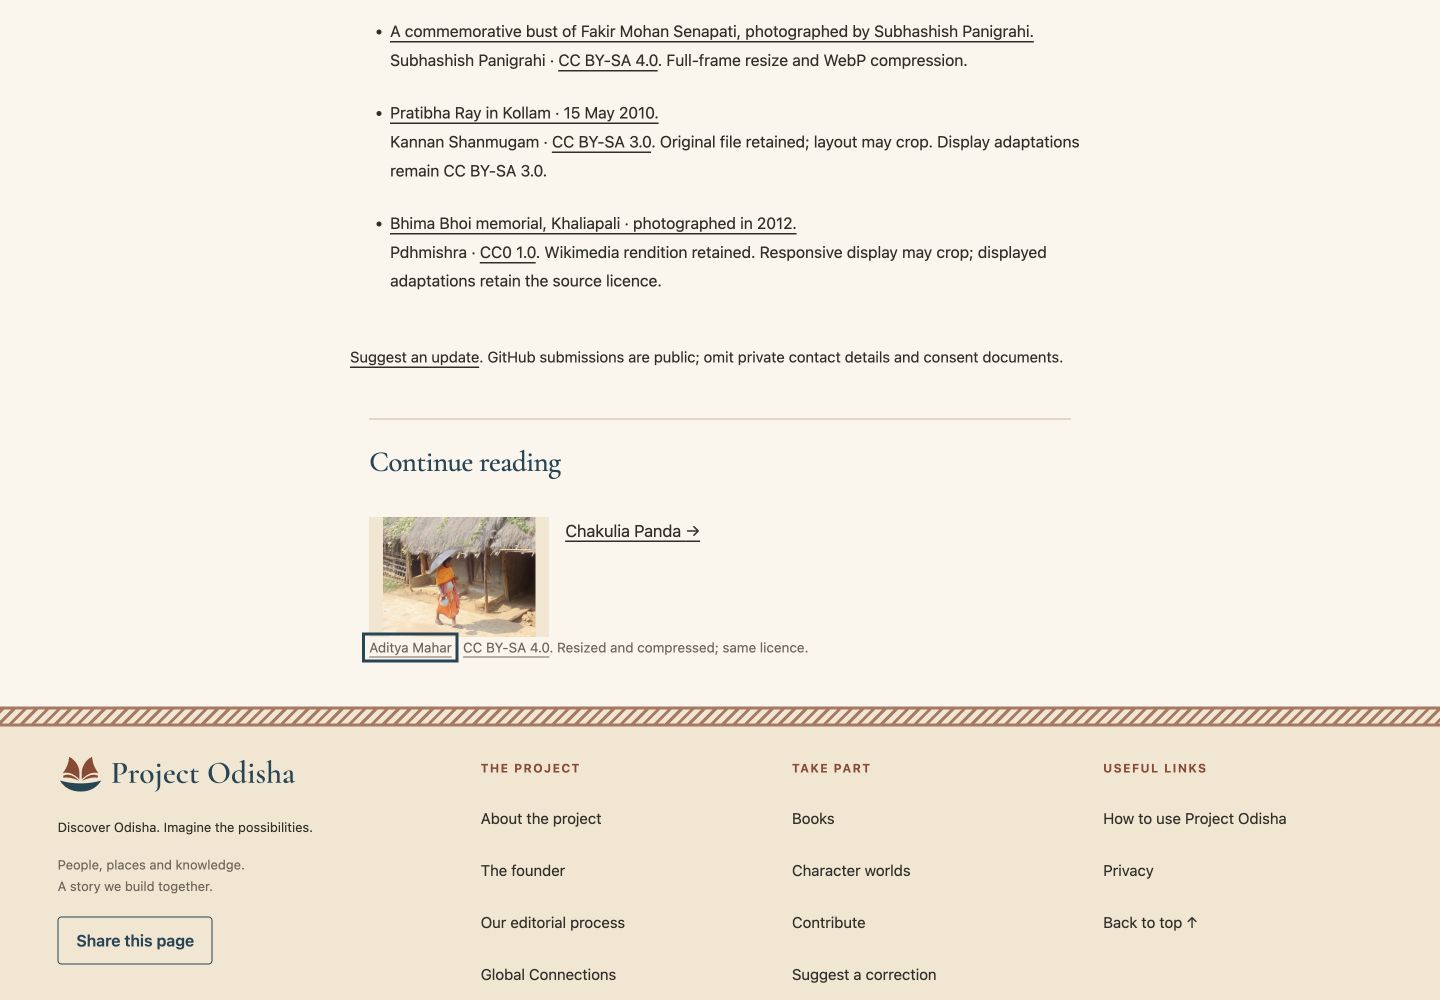 A commemorative bust of Fakir Mohan Senapati, photographed by Subhashish Panigrahi.
Subhashish Panigrahi · CC BY-SA 4.0. Full-frame resize and WebP compression.
Pratibha Ray in Kollam · 15 May 2010.
Kannan Shanmugam · CC BY-SA 3.0. Original file retained; layout may crop. Display adaptations
remain CC BY-SA 3.0.
Bhima Bhoi memorial, Khaliapali · photographed in 2012.
Pdhmishra · CC0 1.0. Wikimedia rendition retained. Responsive display may crop; displayed
adaptations retain the source licence.
Suggest an update. GitHub submissions are public; omit private contact details and consent documents.
Continue reading
Chakulia Panda →
Aditya Mahar CC BY-SA 4.0. Resized and compressed; same licence.
Project Odisha
Discover Odisha. Imagine the possibilities.
People, places and knowledge.
A story we build together.
Share this page
THE PROJECT
About the project
The founder
Our editorial process
Global Connections
TAKE PART
Books
Character worlds
Contribute
Suggest a correction
USEFUL LINKS
How to use Project Odisha
Privacy
Back to top ↑